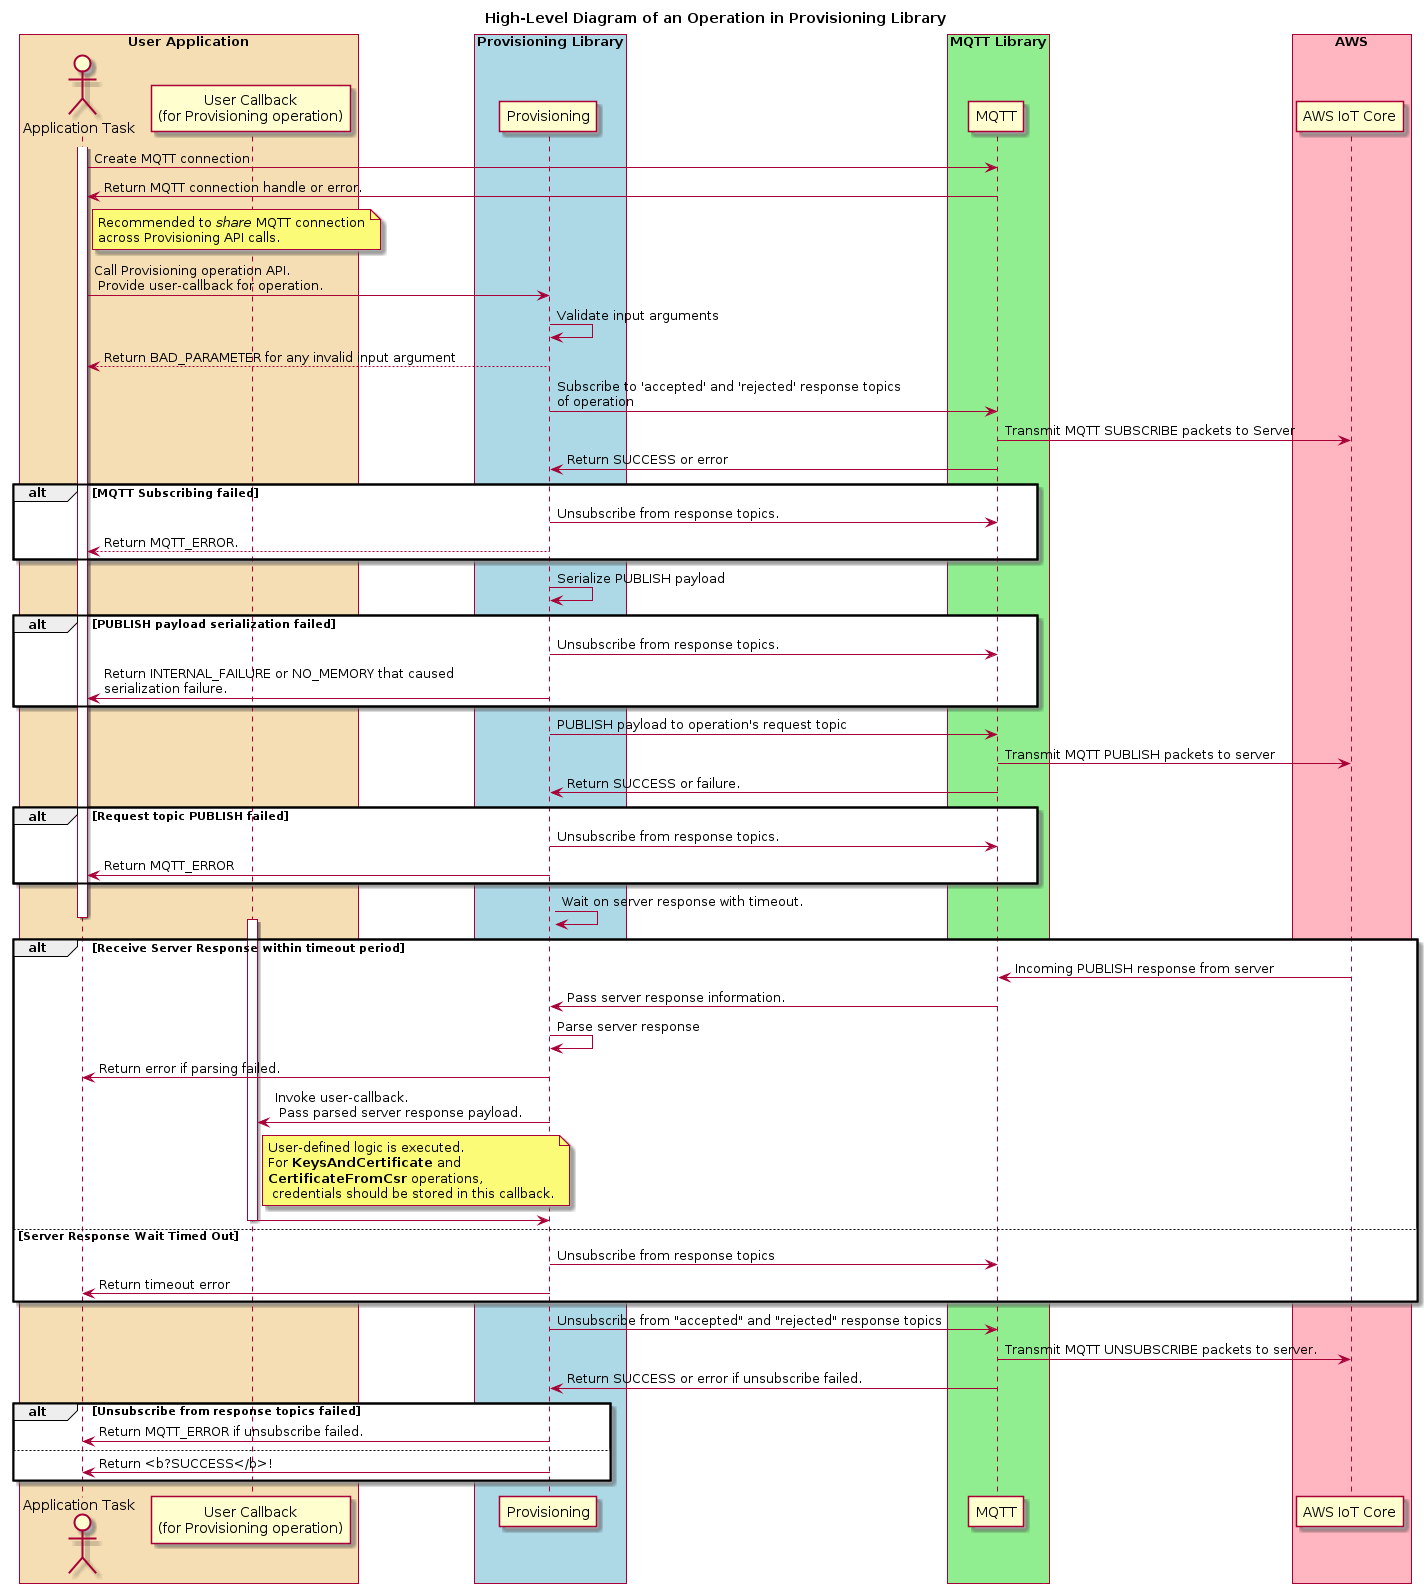 High-Level Diagram of an Operation in Provisioning Library
User Application
Provisioning Library
MQTT Library
AWS
Application Task
User Callback
(for Provisioning operation)
Provisioning
MQTT
AWS IoT Core
Create MQTT connection
Return MQTT connection handle or error.
Recommended to share MQTT connection
across Provisioning API calls.
Call Provisioning operation API.
Provide user-callback for operation.
Validate input arguments
Return BAD_PARAMETER for any invalid input argument
Subscribe to 'accepted' and 'rejected' response topics
of operation
Transmit MQTT SUBSCRIBE packets to Server
Return SUCCESS or error
alt
[MQTT Subscribing failed]
Unsubscribe from response topics.
Return MQTT_ERROR.
Serialize PUBLISH payload
alt
[PUBLISH payload serialization failed]
Unsubscribe from response topics.
Return INTERNAL_FAILURE or NO_MEMORY that caused
serialization failure.
PUBLISH payload to operation's request topic
Transmit MQTT PUBLISH packets to server
Return SUCCESS or failure.
alt
[Request topic PUBLISH failed]
Unsubscribe from response topics.
Return MQTT_ERROR
Wait on server response with timeout.
alt
[Receive Server Response within timeout period]
Incoming PUBLISH response from server
Pass server response information.
Parse server response
Return error if parsing failed.
Invoke user-callback.
Pass parsed server response payload.
User-defined logic is executed.
For KeysAndCertificate and
CertificateFromCsr operations,
credentials should be stored in this callback.
[Server Response Wait Timed Out]
Unsubscribe from response topics
Return timeout error
Unsubscribe from "accepted" and "rejected" response topics
Transmit MQTT UNSUBSCRIBE packets to server.
Return SUCCESS or error if unsubscribe failed.
alt
[Unsubscribe from response topics failed]
Return MQTT_ERROR if unsubscribe failed.
Return <b?SUCCESS</b>!
Application Task
User Callback
(for Provisioning operation)
Provisioning
MQTT
AWS IoT Core